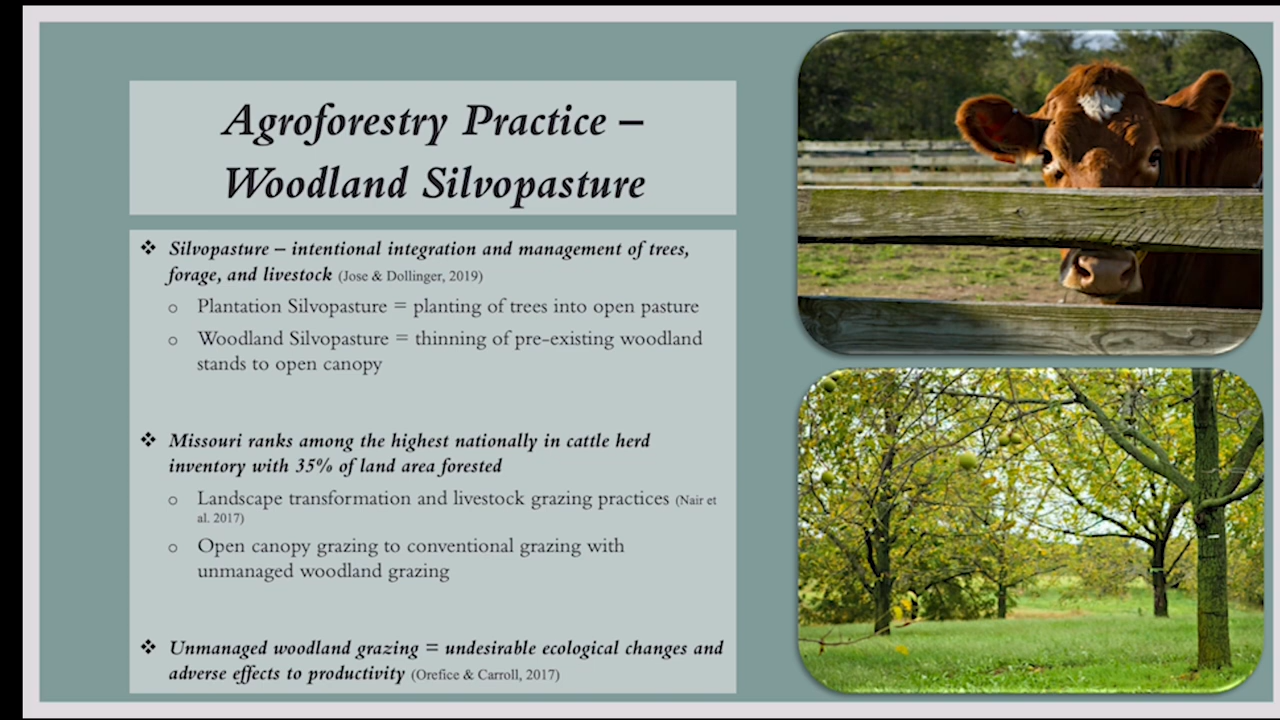 Agroforestry Practice –
Woodland Silvopasture
❖ Silvopasture – intentional integration and management of trees,
forage, and livestock (Jose & Dollinger, 2019)
o Plantation Silvopasture = planting of trees into open pasture
o Woodland Silvopasture = thinning of pre-existing woodland
stands to open canopy
❖ Missouri ranks among the highest nationally in cattle herd
inventory with 35% of land area forested
o Landscape transformation and livestock grazing practices (Nair et
al. 2017)
o Open canopy grazing to conventional grazing with
unmanaged woodland grazing
❖ Unmanaged woodland grazing = undesirable ecological changes and
adverse effects to productivity (Orefice & Carroll, 2017)